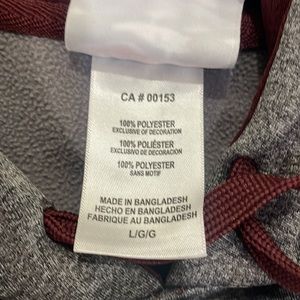 CA # 00153
100% POLYESTER
EXCLUSIVE OF DECORATION
100% POLIÉSTER
EXCLUSIVO DE DECORACIÓN
100% POLYESTER
SANS MOTIF
MADE IN BANGLADESH
HECHO EN BANGLADESH
FABRIQUE AU BANGLADESH
L/G/G